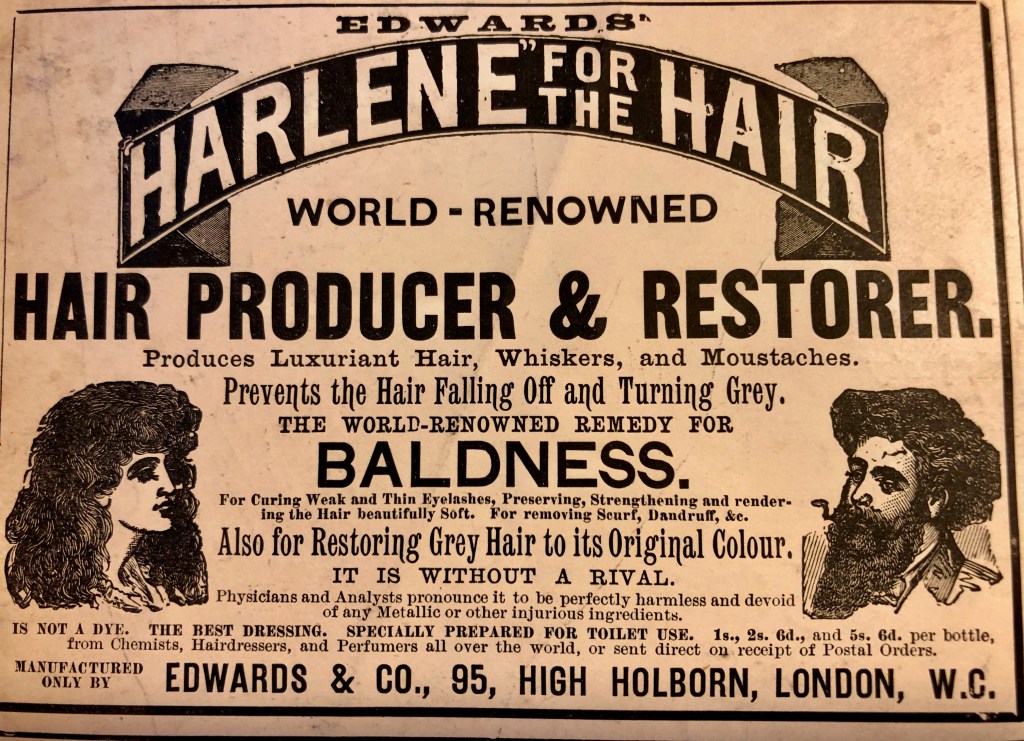 EDWARDS'
"HARLENE" FOR THE HAIR
WORLD-RENOWNED
HAIR PRODUCER & RESTORER.
Produces Luxuriant Hair, Whiskers, and Moustaches.
Prevents the Hair Falling Off and Turning Grey.
THE WORLD-RENOWNED REMEDY FOR
BALDNESS.
For Curing Weak and Thin Eyelashes, Preserving, Strengthening and render-
ing the Hair beautifully Soft. For removing Scurf, Dandruff, &c.
Also for Restoring Grey Hair to its Original Colour.
IT IS WITHOUT A RIVAL.
Physicians and Analysts pronounce it to be perfectly harmless and devoid
of any Metallic or other injurious ingredients.
IS NOT A DYE. THE BEST DRESSING. SPECIALLY PREPARED FOR TOILET USE. 1s., 2s. 6d., and 5s. 6d. per bottle,
from Chemists, Hairdressers, and Perfumers all over the world, or sent direct on receipt of Postal Orders.
MANUFACTURED
ONLY BY
EDWARDS & CO., 95, HIGH HOLBORN, LONDON, W.C.